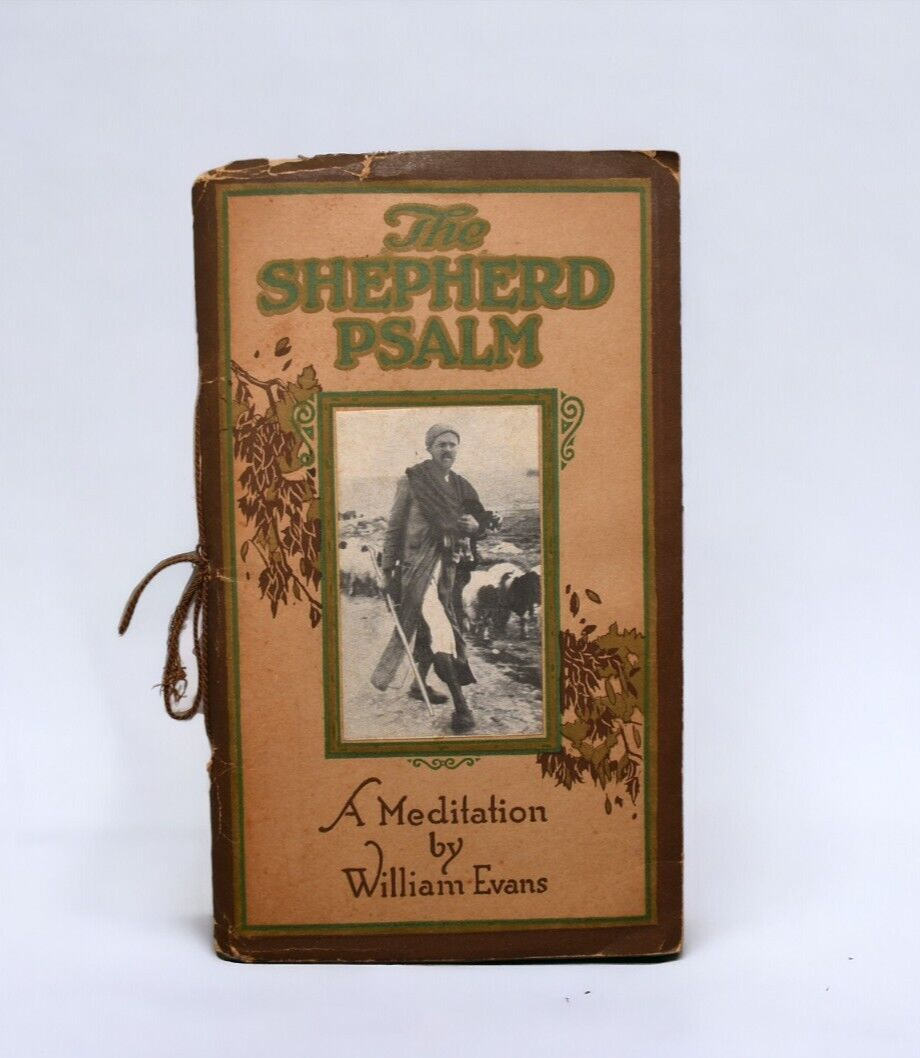 The
SHEPHERD
PSALM
A Meditation
by
William Evans